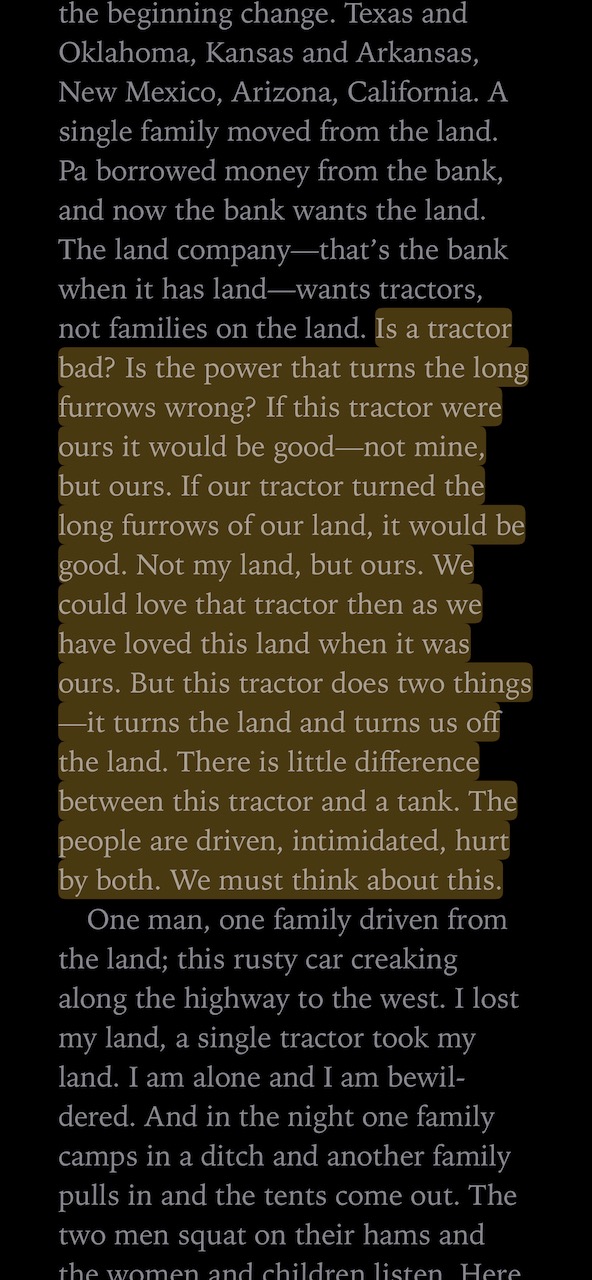 the beginning change. Texas and
Oklahoma, Kansas and Arkansas,
New Mexico, Arizona, California. A
single family moved from the land.
Pa borrowed money from the bank,
and now the bank wants the land.
The land company—that’s the bank
when it has land—wants tractors,
not families on the land. Is a tractor
bad? Is the power that turns the long
furrows wrong? If this tractor were
ours it would be good—not mine,
but ours. If our tractor turned the
long furrows of our land, it would be
good. Not my land, but ours. We
could love that tractor then as we
have loved this land when it was
ours. But this tractor does two things
—it turns the land and turns us off
the land. There is little difference
between this tractor and a tank. The
people are driven, intimidated, hurt
by both. We must think about this.
One man, one family driven from
the land; this rusty car creaking
along the highway to the west. I lost
my land, a single tractor took my
land. I am alone and I am bewil-
dered. And in the night one family
camps in a ditch and another family
pulls in and the tents come out. The
two men squat on their hams and
the women and children listen. Here